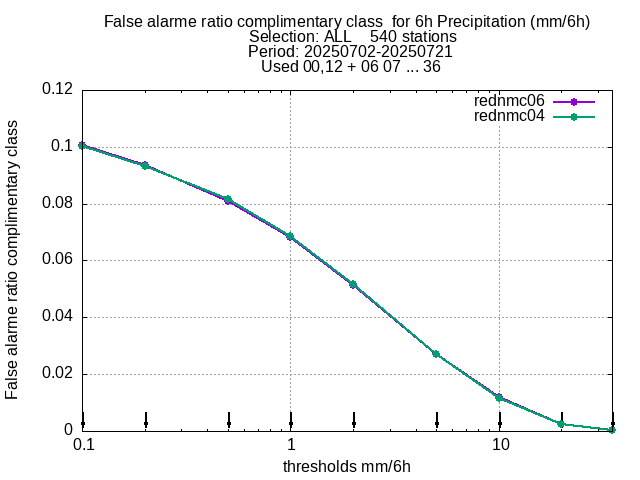 False alarme ratio complimentary class  for 6h Precipitation (mm/6h)
Selection: ALL    540 stations
Period: 20250702-20250721
Used 00,12 + 06 07 ... 36
rednmc06
rednmc04
False alarme ratio complimentary class
0.12
0.1
0.08
0.06
0.04
0.02
0
0.1 1 10
thresholds mm/6h